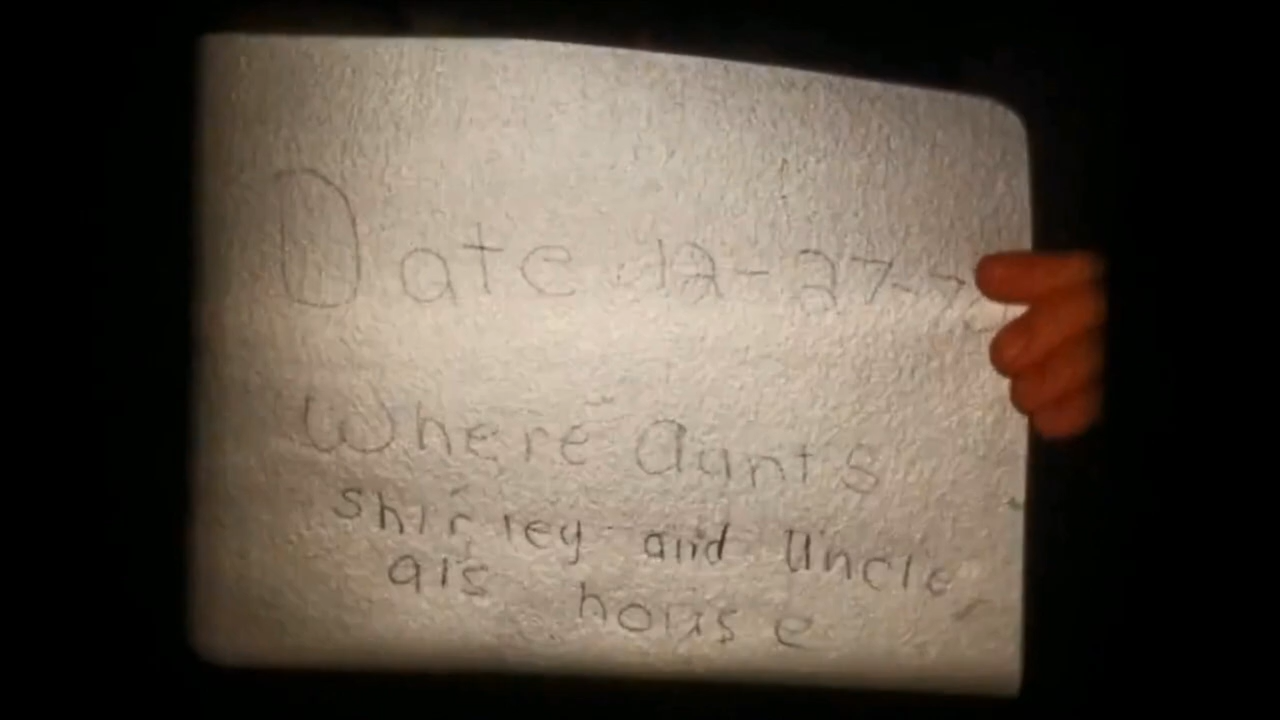 Date 12-27-7
Where aunts
shirley and Uncle
als house